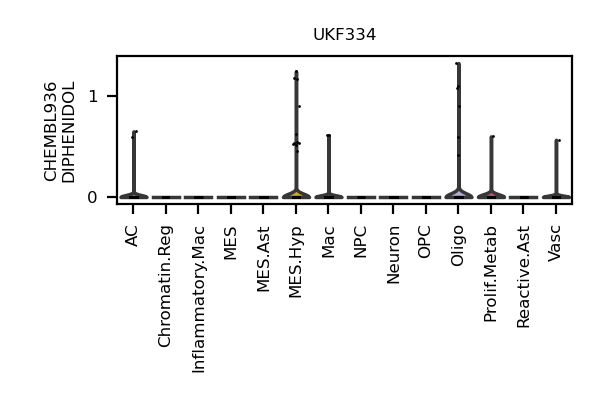 UKF334
CHEMBL936
DIPHENIDOL
1
0
AC
Chromatin.Reg
Inflammatory.Mac
MES
MES.Ast
MES.Hyp
Mac
NPC
Neuron
OPC
Oligo
Prolif.Metab
Reactive.Ast
Vasc